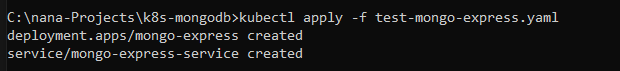 C:\nana-Projects\k8s-mongodb>kubectl apply -f test-mongo-express.yaml
deployment.apps/mongo-express created
service/mongo-express-service created